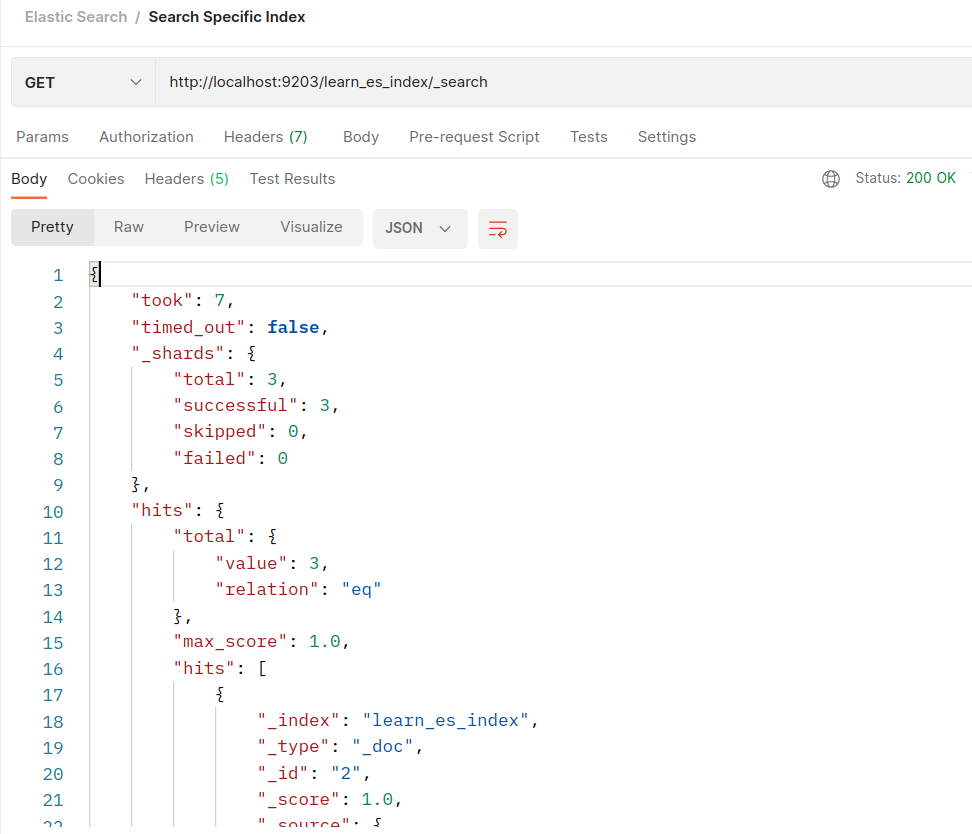 Elastic Search / Search Specific Index
GET http://localhost:9203/learn_es_index/_search
Params Authorization Headers (7) Body Pre-request Script Tests Settings
Body Cookies Headers (5) Test Results Status: 200 OK
Pretty Raw Preview Visualize JSON
1 {
2 "took": 7,
3 "timed_out": false,
4 "_shards": {
5 "total": 3,
6 "successful": 3,
7 "skipped": 0,
8 "failed": 0
9 },
10 "hits": {
11 "total": {
12 "value": 3,
13 "relation": "eq"
14 },
15 "max_score": 1.0,
16 "hits": [
17 {
18 "_index": "learn_es_index",
19 "_type": "_doc",
20 "_id": "2",
21 "_score": 1.0,
22 "_source": {